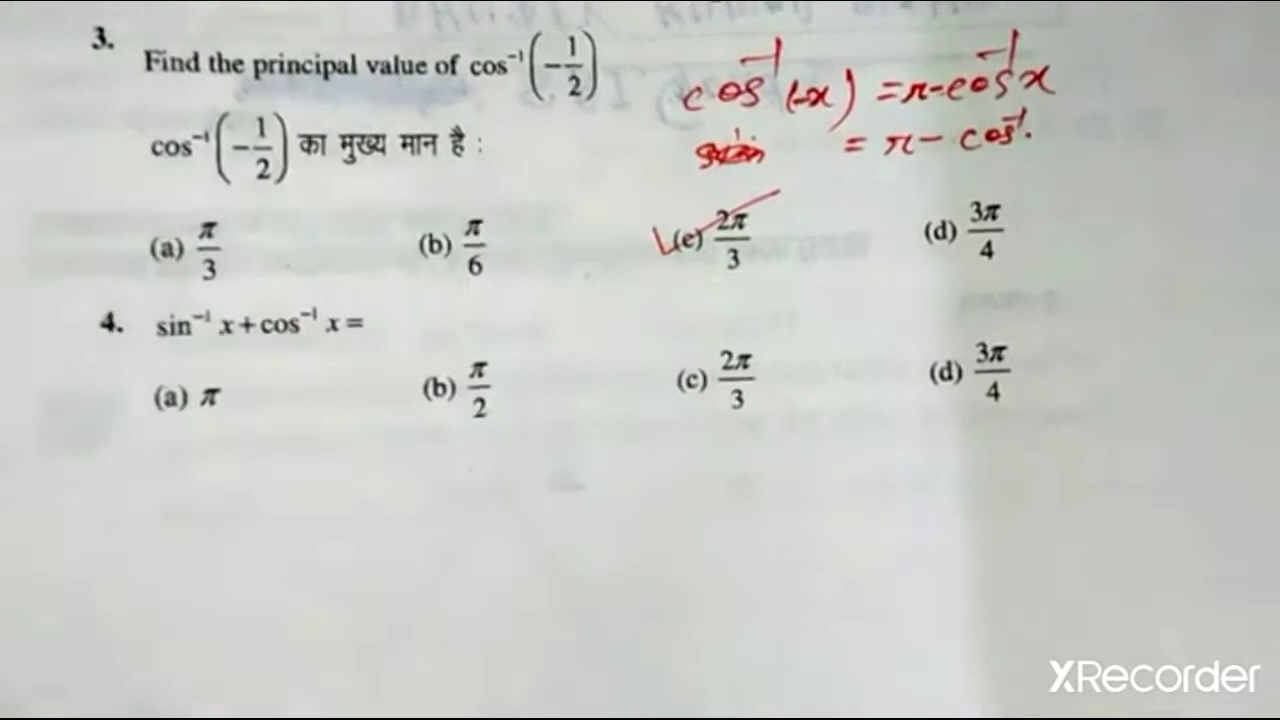 3.
Find the principal value of cos⁻¹(-1/2)
cos⁻¹(-x) = π-cos⁻¹x
= π- cos⁻¹.
cos⁻¹(-1/2) का मुख्य मान है :
(a) π/3 (b) π/6 (c) 2π/3 (d) 3π/4
4. sin⁻¹ x+cos⁻¹ x=
(a) π (b) π/2 (c) 2π/3 (d) 3π/4
XRecorder